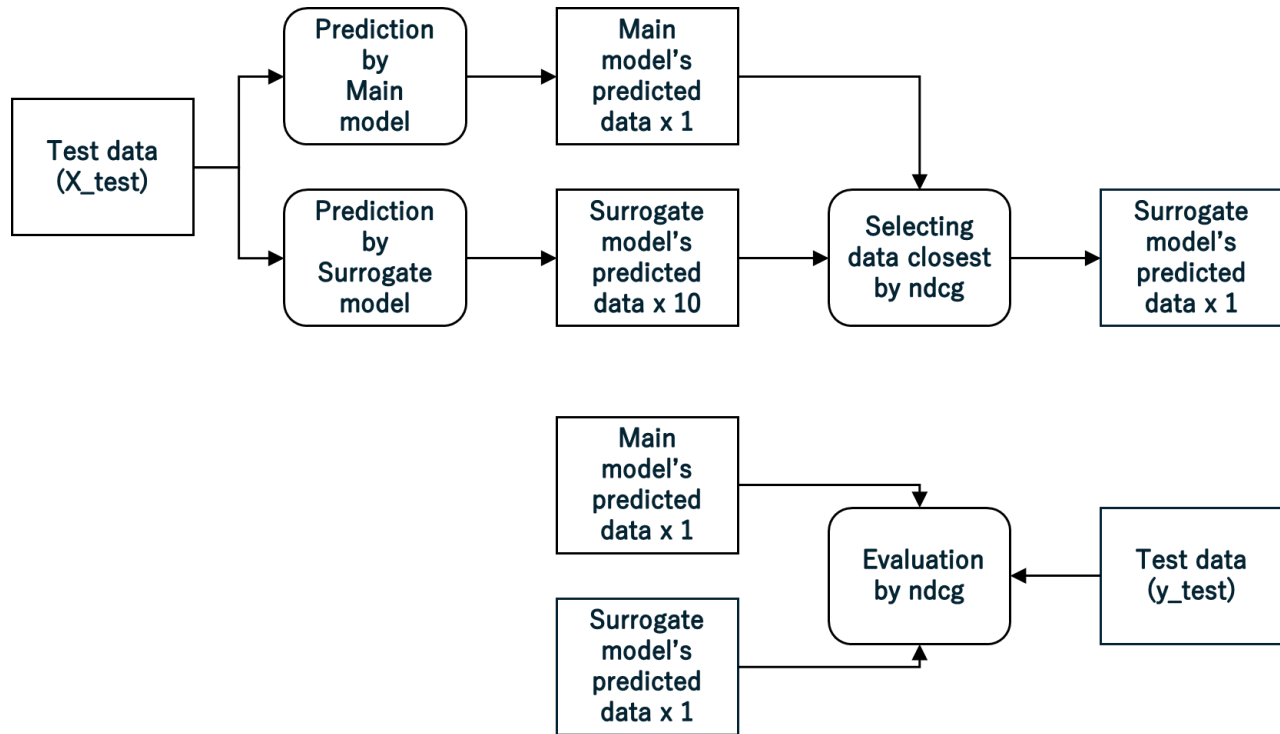 Test data
(X_test)
Prediction
by
Main
model
Main
model's
predicted
data x 1
Prediction
by
Surrogate
model
Surrogate
model's
predicted
data x 10
Selecting
data closest
by ndcg
Surrogate
model's
predicted
data x 1
Main
model's
predicted
data x 1
Surrogate
model's
predicted
data x 1
Evaluation
by ndcg
Test data
(y_test)